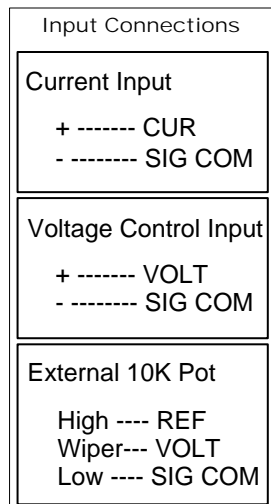 Input Connections
Current Input
+ ------- CUR
- -------- SIG COM
Voltage Control Input
+ ------- VOLT
- -------- SIG COM
External 10K Pot
High ---- REF
Wiper--- VOLT
Low ---- SIG COM